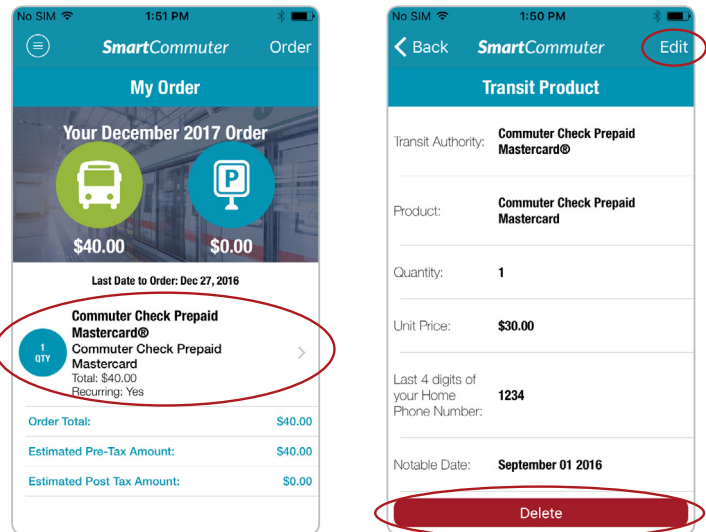 No SIM 1:51 PM
SmartCommuter Order
My Order
Your December 2017 Order
P
$40.00 $0.00
Last Date to Order: Dec 27, 2016
Commuter Check Prepaid
Mastercard®
1
QTY
Commuter Check Prepaid
Mastercard
Total: $40.00
Recurring: Yes
Order Total: $40.00
Estimated Pre-Tax Amount: $40.00
Estimated Post Tax Amount: $0.00
No SIM 1:50 PM
Back SmartCommuter Edit
Transit Product
Transit Authority: Commuter Check Prepaid
Mastercard®
Product: Commuter Check Prepaid
Mastercard
Quantity: 1
Unit Price: $30.00
Last 4 digits of
your Home 1234
Phone Number:
Notable Date: September 01 2016
Delete